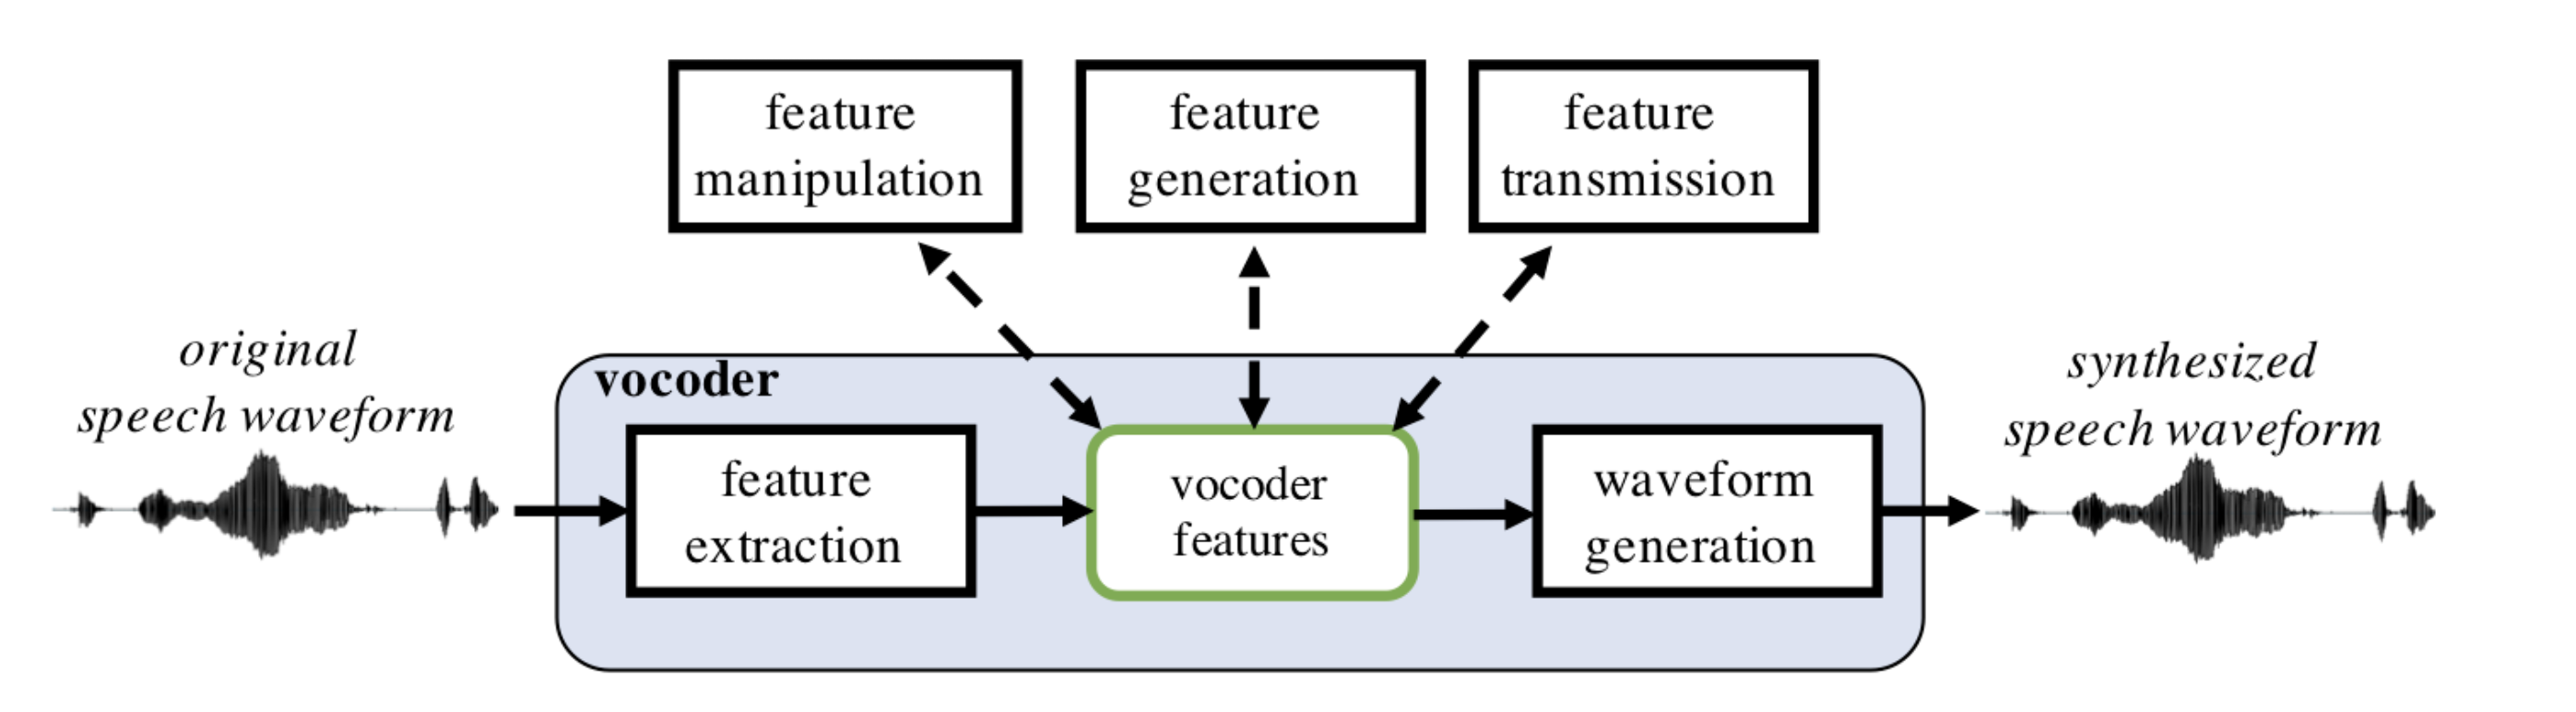 feature
manipulation
feature
generation
feature
transmission
original
speech waveform
vocoder
feature
extraction
vocoder
features
waveform
generation
synthesized
speech waveform